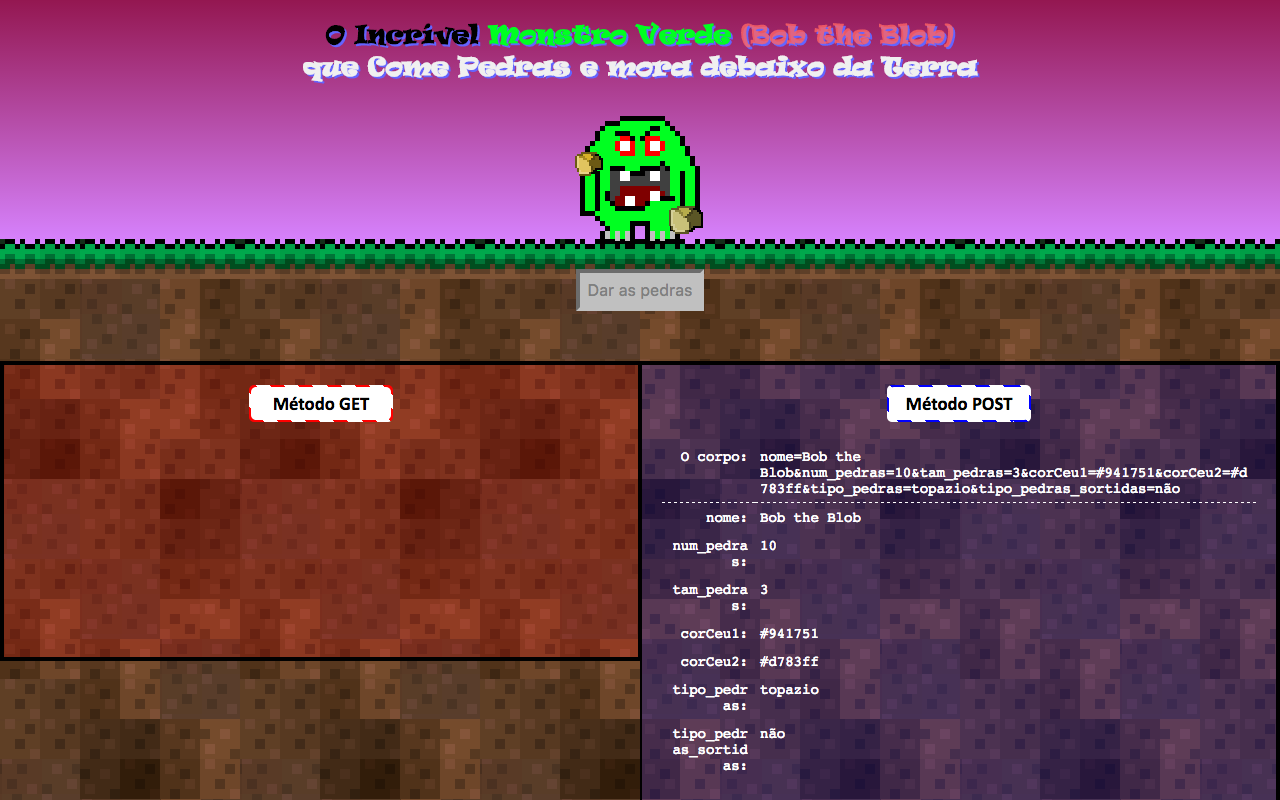 O Incrível Monstro Verde (Bob the Blob)
que Come Pedras e mora debaixo da Terra
Dar as pedras
Método GET
Método POST
O corpo: nome=Bob the
Blob&num_pedras=10&tam_pedras=3&corCeu1=#941751&corCeu2=#d
783ff&tipo_pedras=topazio&tipo_pedras_sortidas=não
nome: Bob the Blob
num_pedra 10
s:
tam_pedra 3
s:
corCeu1: #941751
corCeu2: #d783ff
tipo_pedr topazio
as:
tipo_pedr não
as_sortid
as: